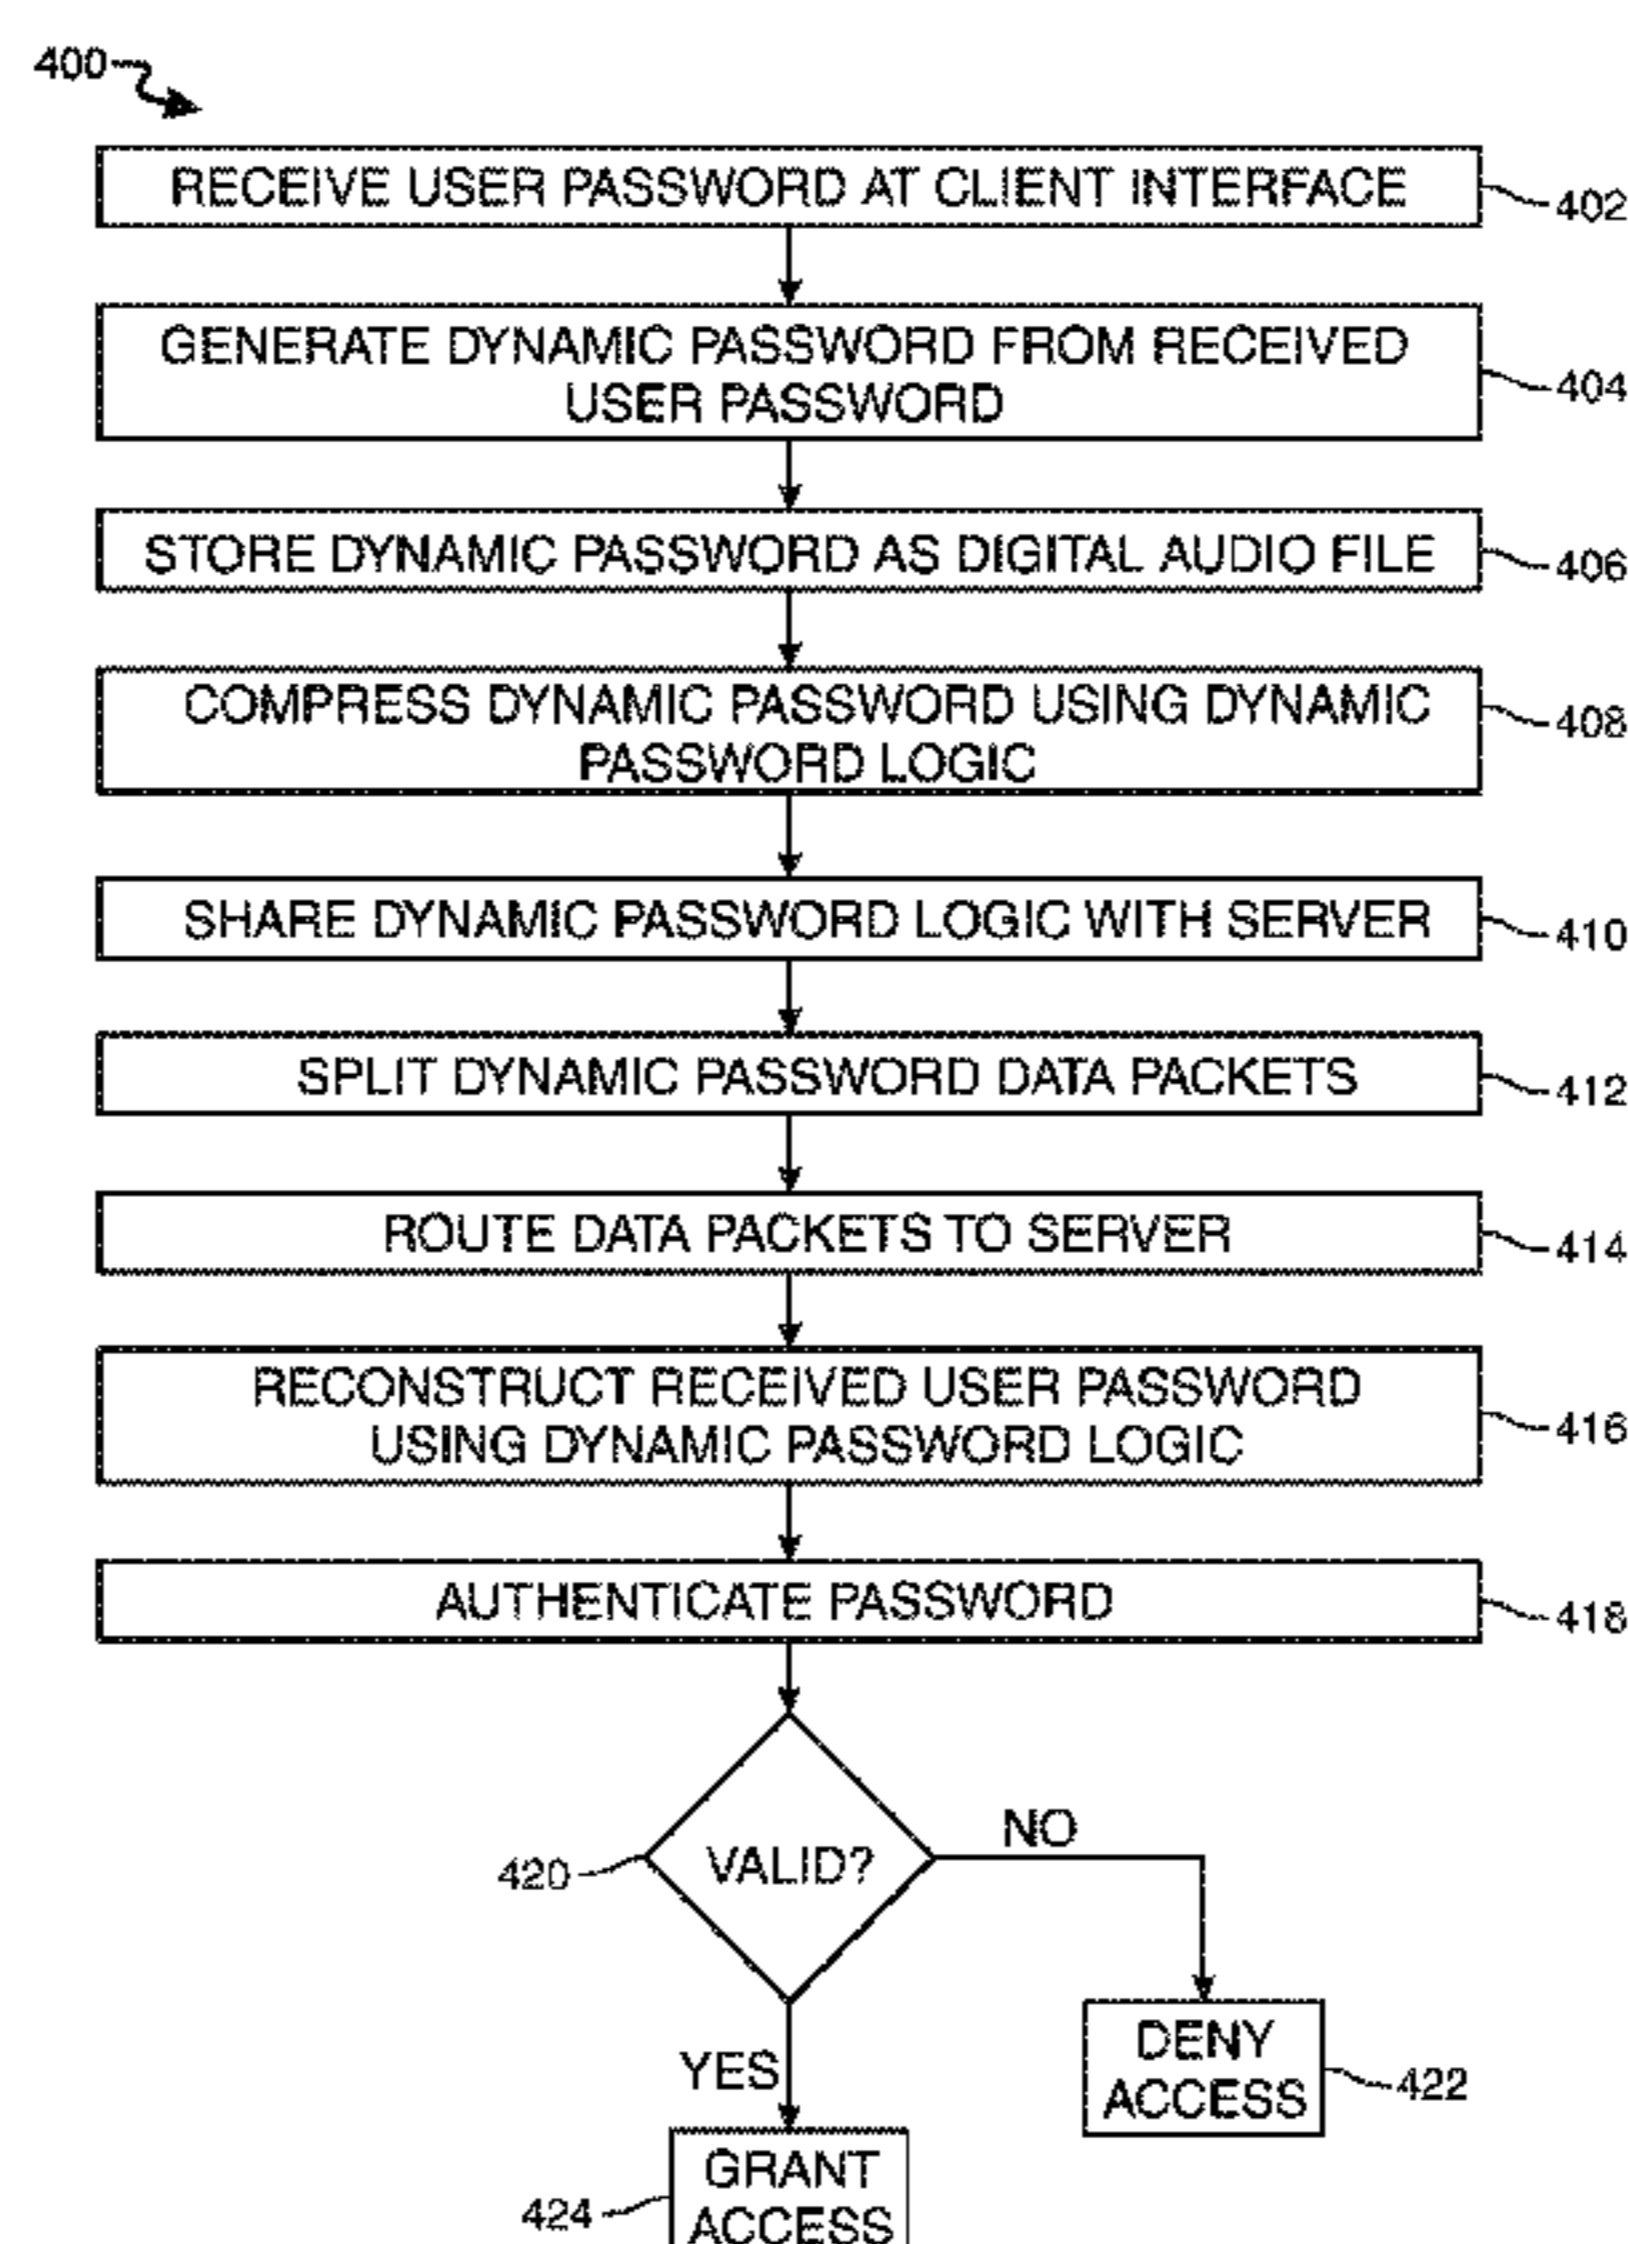 400
RECEIVE USER PASSWORD AT CLIENT INTERFACE
402
GENERATE DYNAMIC PASSWORD FROM RECEIVED
USER PASSWORD
404
STORE DYNAMIC PASSWORD AS DIGITAL AUDIO FILE
406
COMPRESS DYNAMIC PASSWORD USING DYNAMIC
PASSWORD LOGIC
408
SHARE DYNAMIC PASSWORD LOGIC WITH SERVER
410
SPLIT DYNAMIC PASSWORD DATA PACKETS
412
ROUTE DATA PACKETS TO SERVER
414
RECONSTRUCT RECEIVED USER PASSWORD
USING DYNAMIC PASSWORD LOGIC
416
AUTHENTICATE PASSWORD
418
VALID?
420
NO
YES
DENY
ACCESS
422
GRANT
ACCESS
424